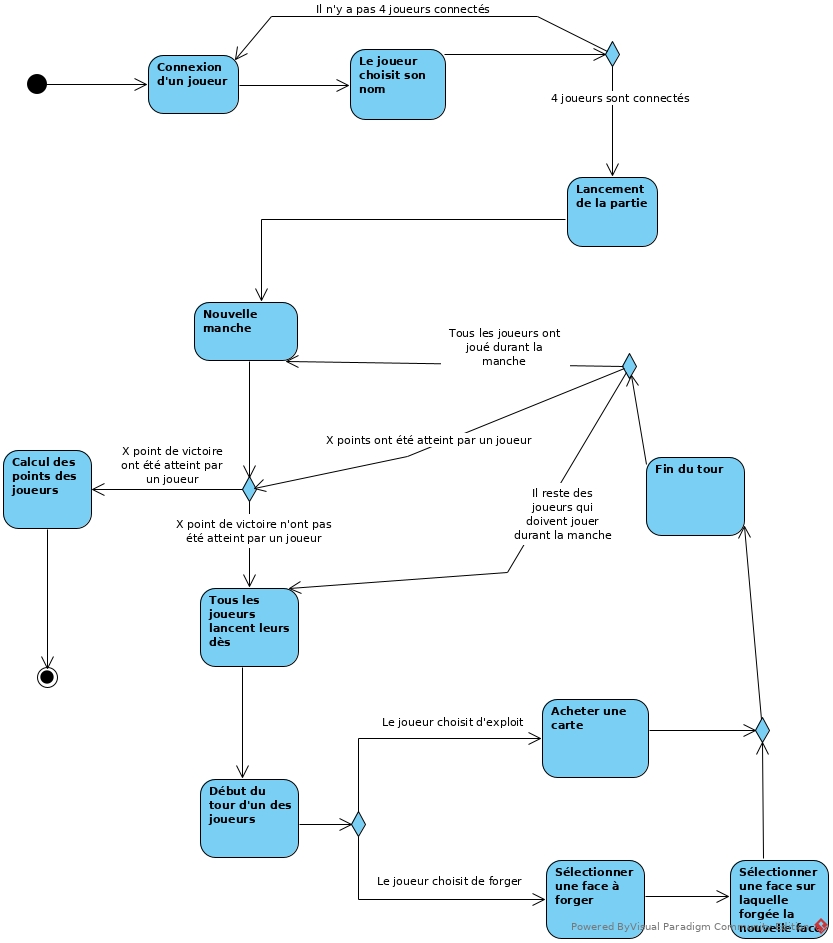 Il n'y a pas 4 joueurs connectés
Connexion
d'un joueur
Le joueur
choisit son
nom
4 joueurs sont connectés
Lancement
de la partie
Nouvelle
manche
Tous les joueurs ont
joué durant la
manche
X points ont été atteint par un joueur
X point de victoire
ont été atteint par
un joueur
Calcul des
points des
joueurs
Fin du tour
Il reste des
joueurs qui
doivent jouer
durant la manche
X point de victoire n'ont pas
été atteint par un joueur
Tous les
joueurs
lancent leurs
dès
Acheter une
carte
Le joueur choisit d'exploit
Début du
tour d'un des
joueurs
Le joueur choisit de forger
Sélectionner
une face à
forger
Sélectionner
une face sur
laquelle
forgée la
nouvelle face
Powered By Visual Paradigm Community Edition